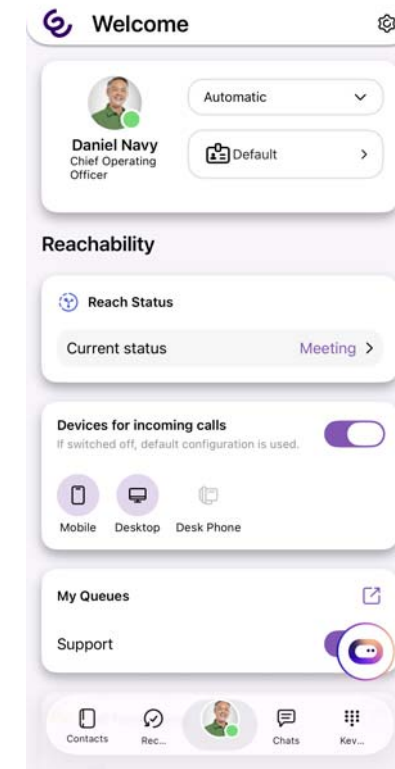 Welcome
Automatic
Daniel Navy
Chief Operating
Officer
Default
Reachability
Reach Status
Current status
Meeting
Devices for incoming calls
If switched off, default configuration is used.
Mobile
Desktop
Desk Phone
My Queues
Support
Contacts
Rec...
Chats
Key...